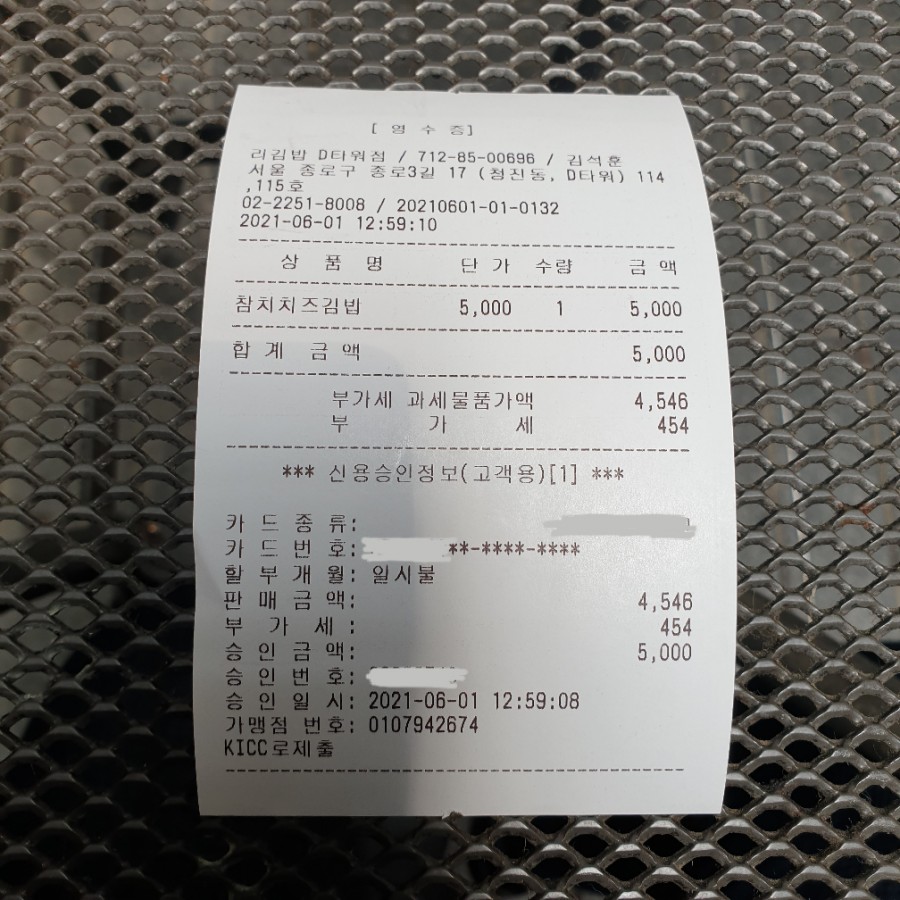 [ 영 수 증]
리김밥 D타워점 / 712-85-00696 / 김석훈
서울 종로구 종로3길 17 (청진동, D타워) 114
,115호
02-2251-8008 / 20210601-01-0132
2021-06-01 12:59:10
상 품 명 단 가 수량 금 액
참치치즈김밥 5,000 1 5,000
합 계 금 액 5,000
부가세 과세물품가액 4,546
부 가 세 454
*** 신용승인정보(고객용)[1] ***
카 드 종 류:
카 드 번 호: **-****-****
할 부 개 월: 일시불
판 매 금 액: 4,546
부 가 세 : 454
승 인 금 액: 5,000
승 인 번 호:
승 인 일 시: 2021-06-01 12:59:08
가맹점 번호: 0107942674
KICC로제출